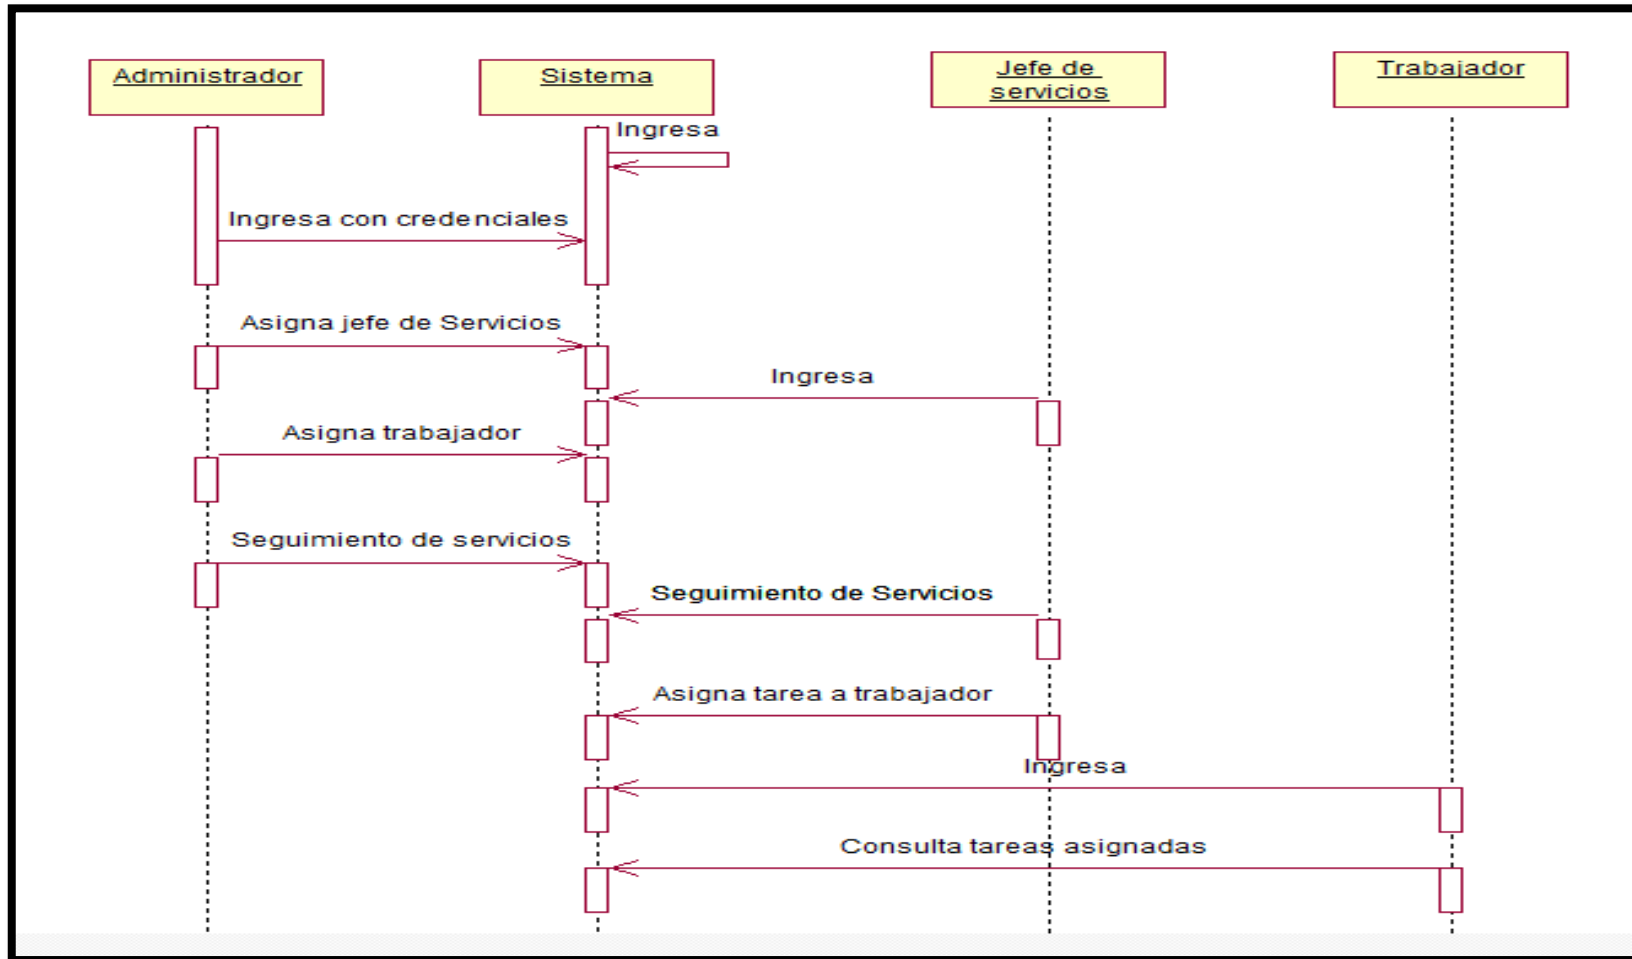 Administrador
Sistema
Jefe de
servicios
Trabajador
Ingresa
Ingresa con credenciales
Asigna jefe de Servicios
Ingresa
Asigna trabajador
Seguimiento de servicios
Seguimiento de Servicios
Asigna tarea a trabajador
Ingresa
Consulta tareas asignadas